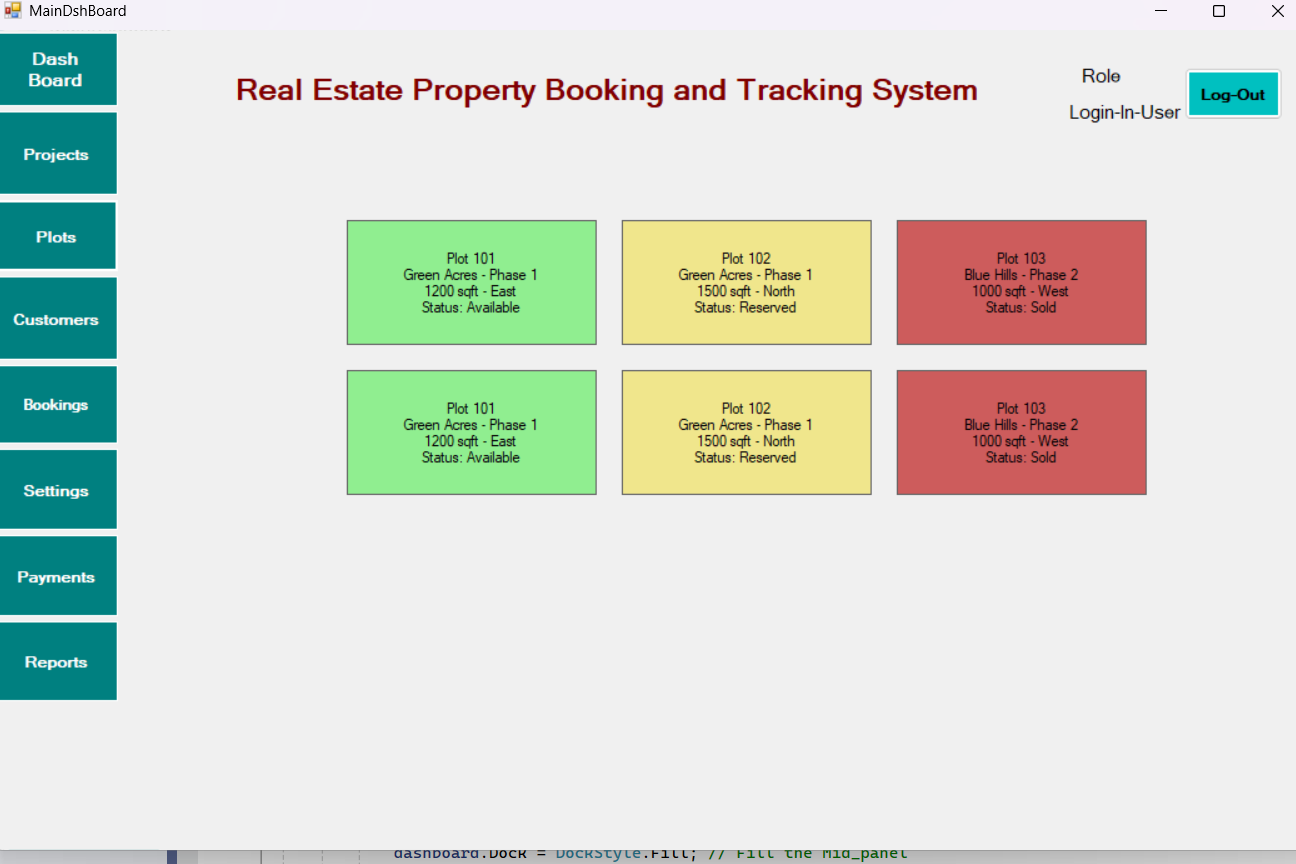 MainDshBoard
Dash
Board
Projects
Plots
Customers
Bookings
Settings
Payments
Reports
Real Estate Property Booking and Tracking System
Role
Login-In-User
Log-Out
Plot 101
Green Acres - Phase 1
1200 sqft - East
Status: Available
Plot 102
Green Acres - Phase 1
1500 sqft - North
Status: Reserved
Plot 103
Blue Hills - Phase 2
1000 sqft - West
Status: Sold
Plot 101
Green Acres - Phase 1
1200 sqft - East
Status: Available
Plot 102
Green Acres - Phase 1
1500 sqft - North
Status: Reserved
Plot 103
Blue Hills - Phase 2
1000 sqft - West
Status: Sold
dashboard.Dock = DockStyle.Fill; // Fill the Mid_panel